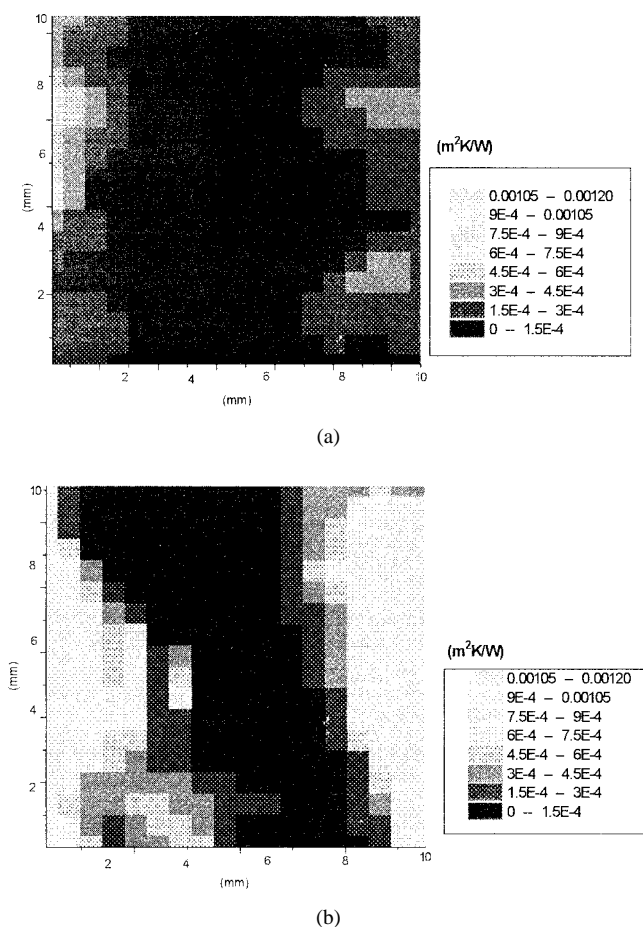 10
8
6
4
2
(mm)
2 4 6 8 10
(mm)
(m²K/W)
0.00105 – 0.00120
9E-4 – 0.00105
7.5E-4 – 9E-4
6E-4 – 7.5E-4
4.5E-4 – 6E-4
3E-4 – 4.5E-4
1.5E-4 – 3E-4
0 -- 1.5E-4
(a)
10
8
6
4
2
(mm)
2 4 6 8 10
(mm)
(m²K/W)
0.00105 – 0.00120
9E-4 – 0.00105
7.5E-4 – 9E-4
6E-4 – 7.5E-4
4.5E-4 – 6E-4
3E-4 – 4.5E-4
1.5E-4 – 3E-4
0 -- 1.5E-4
(b)